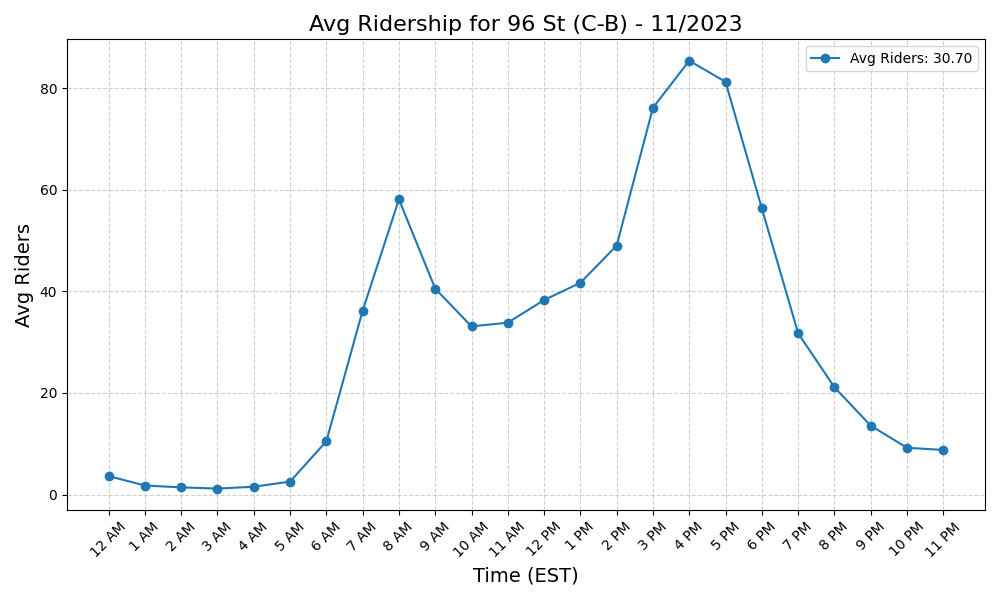 Avg Ridership for 96 St (C-B) - 11/2023
Avg Riders: 30.70
Avg Riders
80
60
40
20
0
12 AM
1 AM
2 AM
3 AM
4 AM
5 AM
6 AM
7 AM
8 AM
9 AM
10 AM
11 AM
12 PM
1 PM
2 PM
3 PM
4 PM
5 PM
6 PM
7 PM
8 PM
9 PM
10 PM
11 PM
Time (EST)